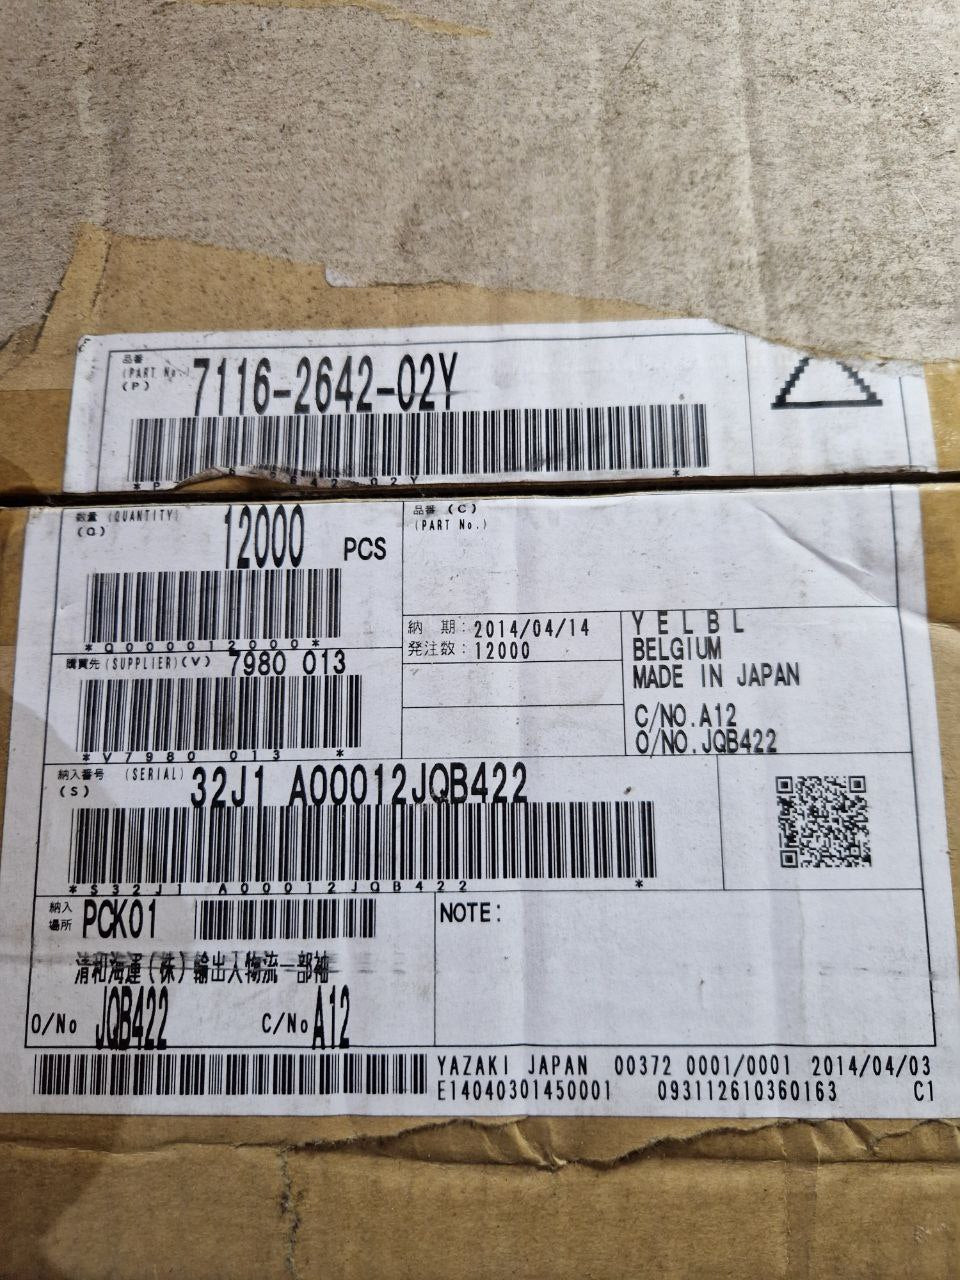 品番
(PART No.) 7116-2642-02Y
(P)
642 02Y *
数量 (QUANTITY) 12000 PCS
(Q)
*Q000012000*
品番 (C)
(PART No.)
納 期: 2014/04/14
発注数: 12000
YELBL
BELGIUM
MADE IN JAPAN
C/NO.A12
O/NO.JQB422
購買先 (SUPPLIER)(V) 7980 013
*V7980 013 *
納入番号 (SERIAL) 32J1 A00012JQB422
(S)
*S32J1 A00012JQB422 *
納入
場所 PCK01
清和海運(株)輸出入物流一部袖
O/No JQB422 C/No A12
NOTE:
YAZAKI JAPAN 00372 0001/0001 2014/04/03
E14040301450001 093112610360163 C1